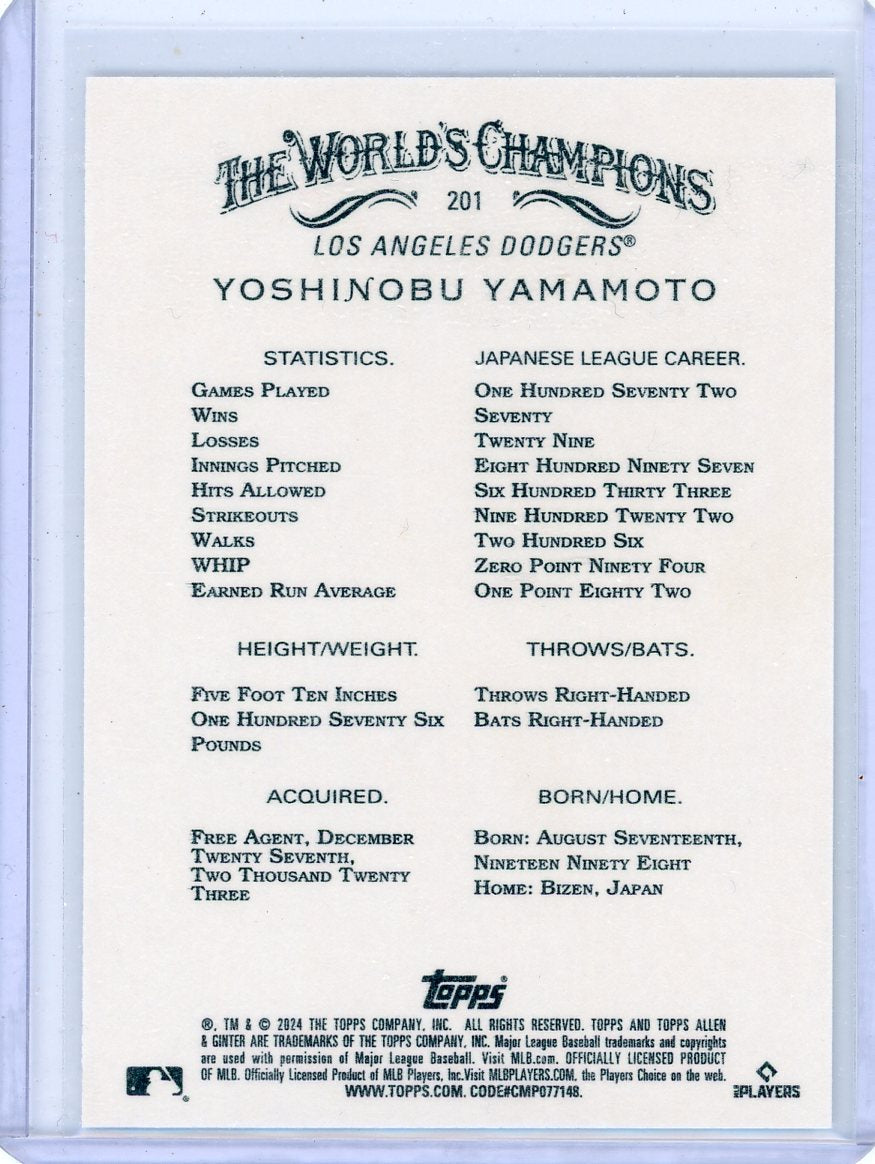 THE WORLD'S CHAMPIONS
201
LOS ANGELES DODGERS®
YOSHINOBU YAMAMOTO
STATISTICS. JAPANESE LEAGUE CAREER.
GAMES PLAYED ONE HUNDRED SEVENTY TWO
WINS SEVENTY
LOSSES TWENTY NINE
INNINGS PITCHED EIGHT HUNDRED NINETY SEVEN
HITS ALLOWED SIX HUNDRED THIRTY THREE
STRIKEOUTS NINE HUNDRED TWENTY TWO
WALKS TWO HUNDRED SIX
WHIP ZERO POINT NINETY FOUR
EARNED RUN AVERAGE ONE POINT EIGHTY TWO
HEIGHT/WEIGHT.
FIVE FOOT TEN INCHES
ONE HUNDRED SEVENTY SIX
POUNDS
THROWS/BATS.
THROWS RIGHT-HANDED
BATS RIGHT-HANDED
ACQUIRED.
FREE AGENT, DECEMBER
TWENTY SEVENTH,
TWO THOUSAND TWENTY
THREE
BORN/HOME.
BORN: AUGUST SEVENTEENTH,
NINETEEN NINETY EIGHT
HOME: BIZEN, JAPAN
topps®
®, TM & © 2024 THE TOPPS COMPANY, INC. ALL RIGHTS RESERVED. TOPPS AND TOPPS ALLEN
& GINTER ARE TRADEMARKS OF THE TOPPS COMPANY, INC. Major League Baseball trademarks and copyrights
are used with permission of Major League Baseball. Visit MLB.com. OFFICIALLY LICENSED PRODUCT
OF MLB. Officially Licensed Product of MLB Players, Inc.Visit MLBPLAYERS.COM, the Players Choice on the web.
WWW.TOPPS.COM. CODE#CMP077148.
MLBPLAYERS